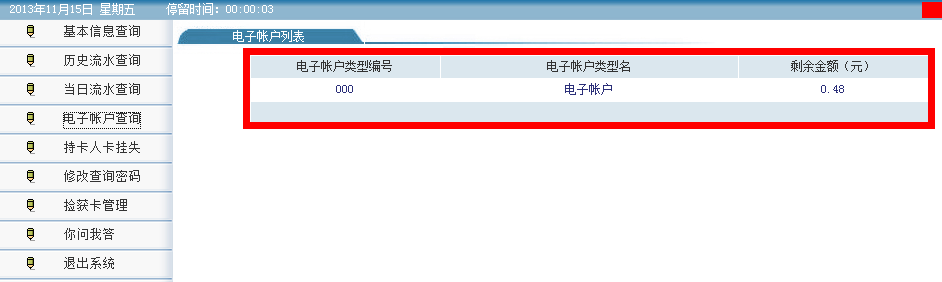 2013年11月15日 星期五 停留时间: 00:00:03
基本信息查询
历史流水查询
当日流水查询
电子帐户查询
持卡人卡挂失
修改查询密码
捡获卡管理
你问我答
退出系统
电子帐户列表
电子帐户类型编号 电子帐户类型名 剩余金额（元）
000 电子帐户 0.48